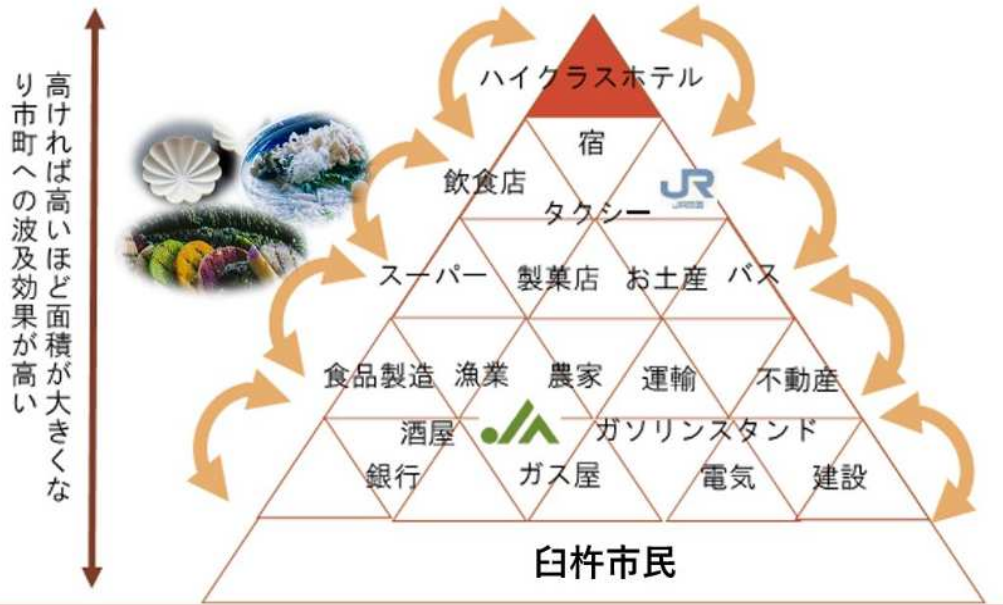 高ければ高いほど面積が大きくな
り市町への波及効果が高い
ハイクラスホテル
宿
飲食店
JR
タクシー
スーパー
製菓店
お土産
バス
食品製造
漁業
農家
運輸
不動産
酒屋
JA
ガソリンスタンド
銀行
ガス屋
電気
建設
臼杵市民